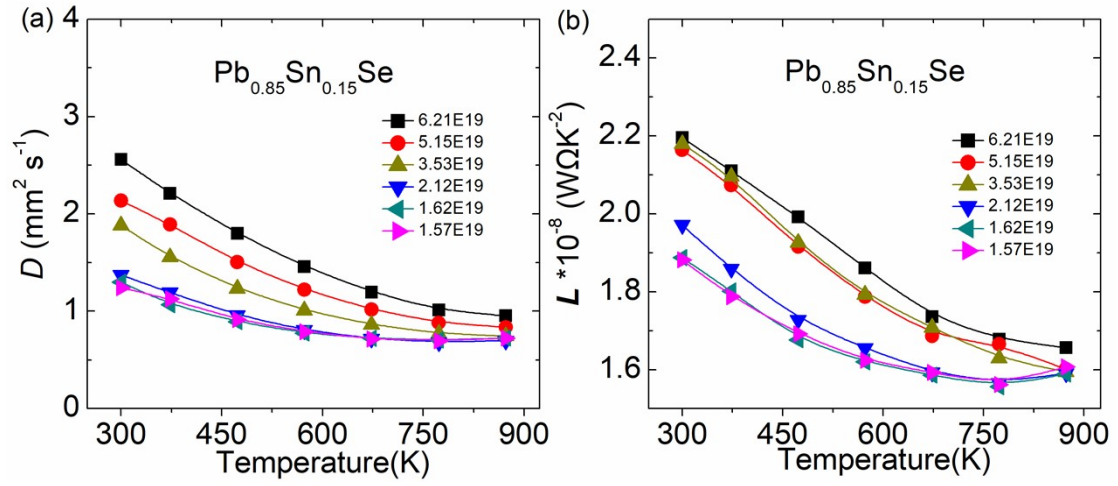 (a)
Pb0.85Sn0.15Se
6.21E19
5.15E19
3.53E19
2.12E19
1.62E19
1.57E19
D (mm² s⁻¹)
4
3
2
1
0
300 450 600 750 900
Temperature(K)
(b)
Pb0.85Sn0.15Se
6.21E19
5.15E19
3.53E19
2.12E19
1.62E19
1.57E19
L*10⁻⁸ (WΩK⁻²)
2.4
2.2
2.0
1.8
1.6
300 450 600 750 900
Temperature(K)